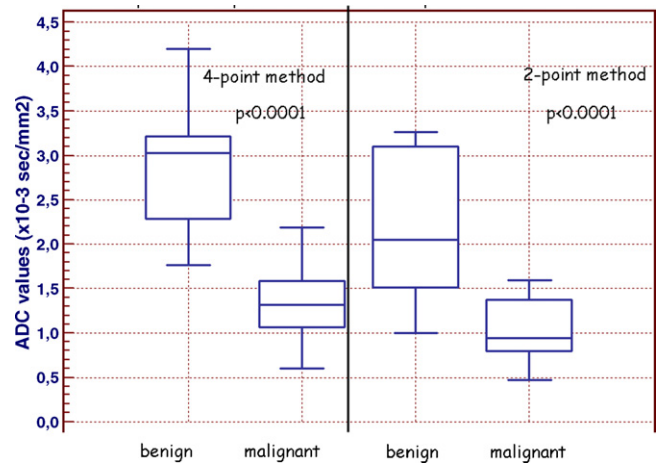 ADC values (x10-3 sec/mm2)
4,5
4,0
3,5
3,0
2,5
2,0
1,5
1,0
0,5
0,0
4-point method
p<0.0001
2-point method
p<0.0001
benign
malignant
benign
malignant